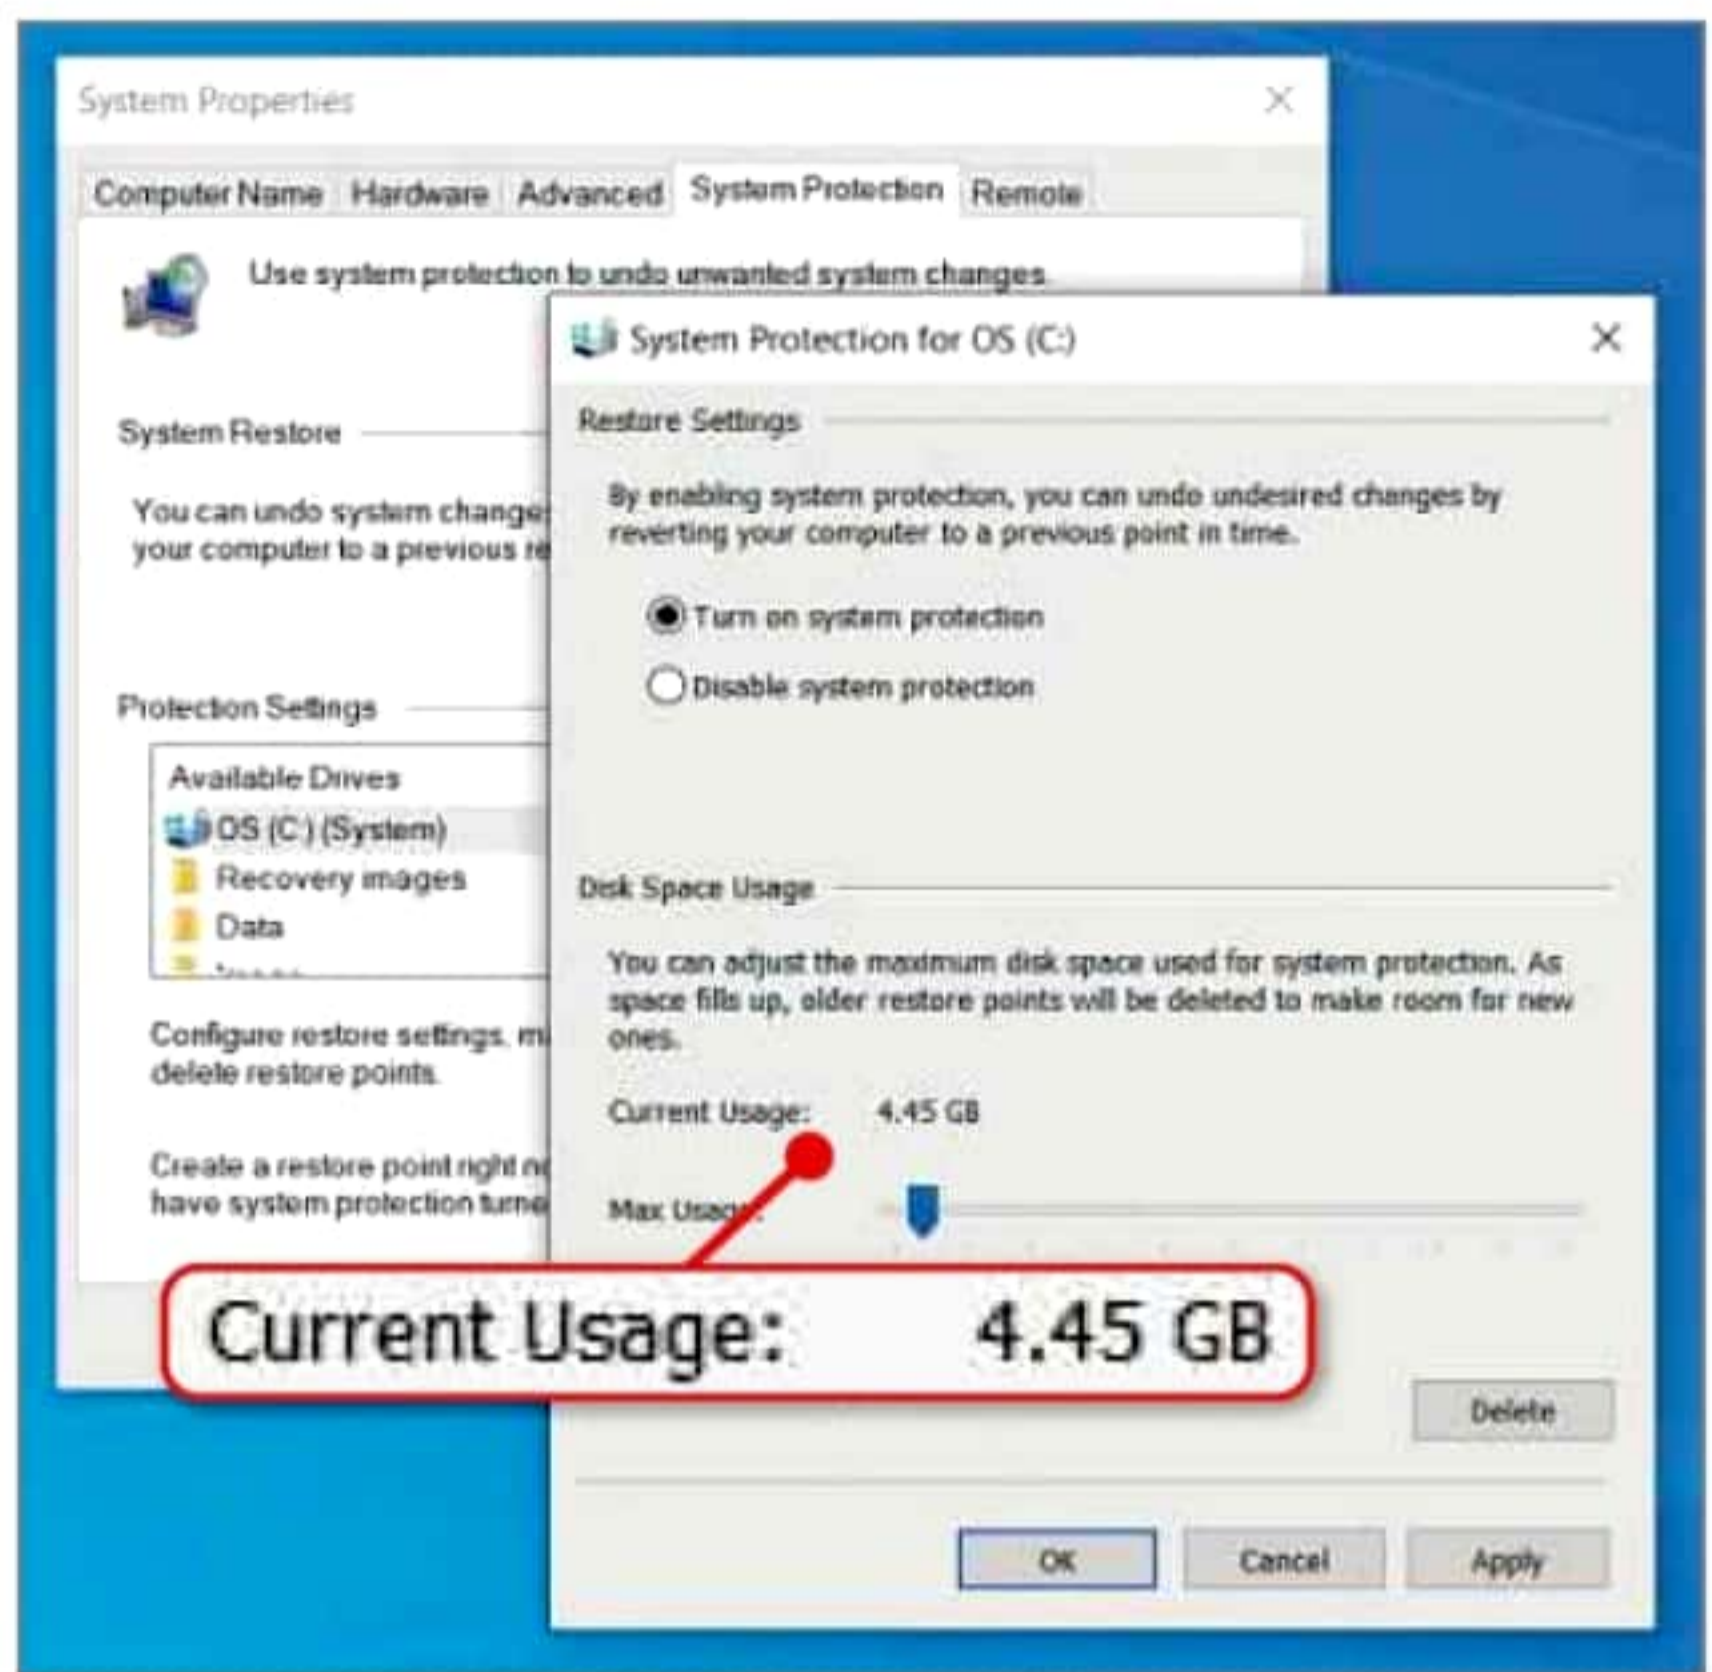 System Properties
Computer Name Hardware Advanced System Protection Remote
Use system protection to undo unwanted system changes.
System Restore
You can undo system change
your computer to a previous re
Protection Settings
Available Drives
OS (C:) (System)
Recovery images
Data
Configure restore settings, m
delete restore points.
Create a restore point right no
have system protection turne
System Protection for OS (C:)
Restore Settings
By enabling system protection, you can undo undesired changes by
reverting your computer to a previous point in time.
Turn on system protection
Disable system protection
Disk Space Usage
You can adjust the maximum disk space used for system protection. As
space fills up, older restore points will be deleted to make room for new
ones.
Current Usage: 4.45 GB
Max Usage:
Current Usage: 4.45 GB
Delete
OK Cancel Apply